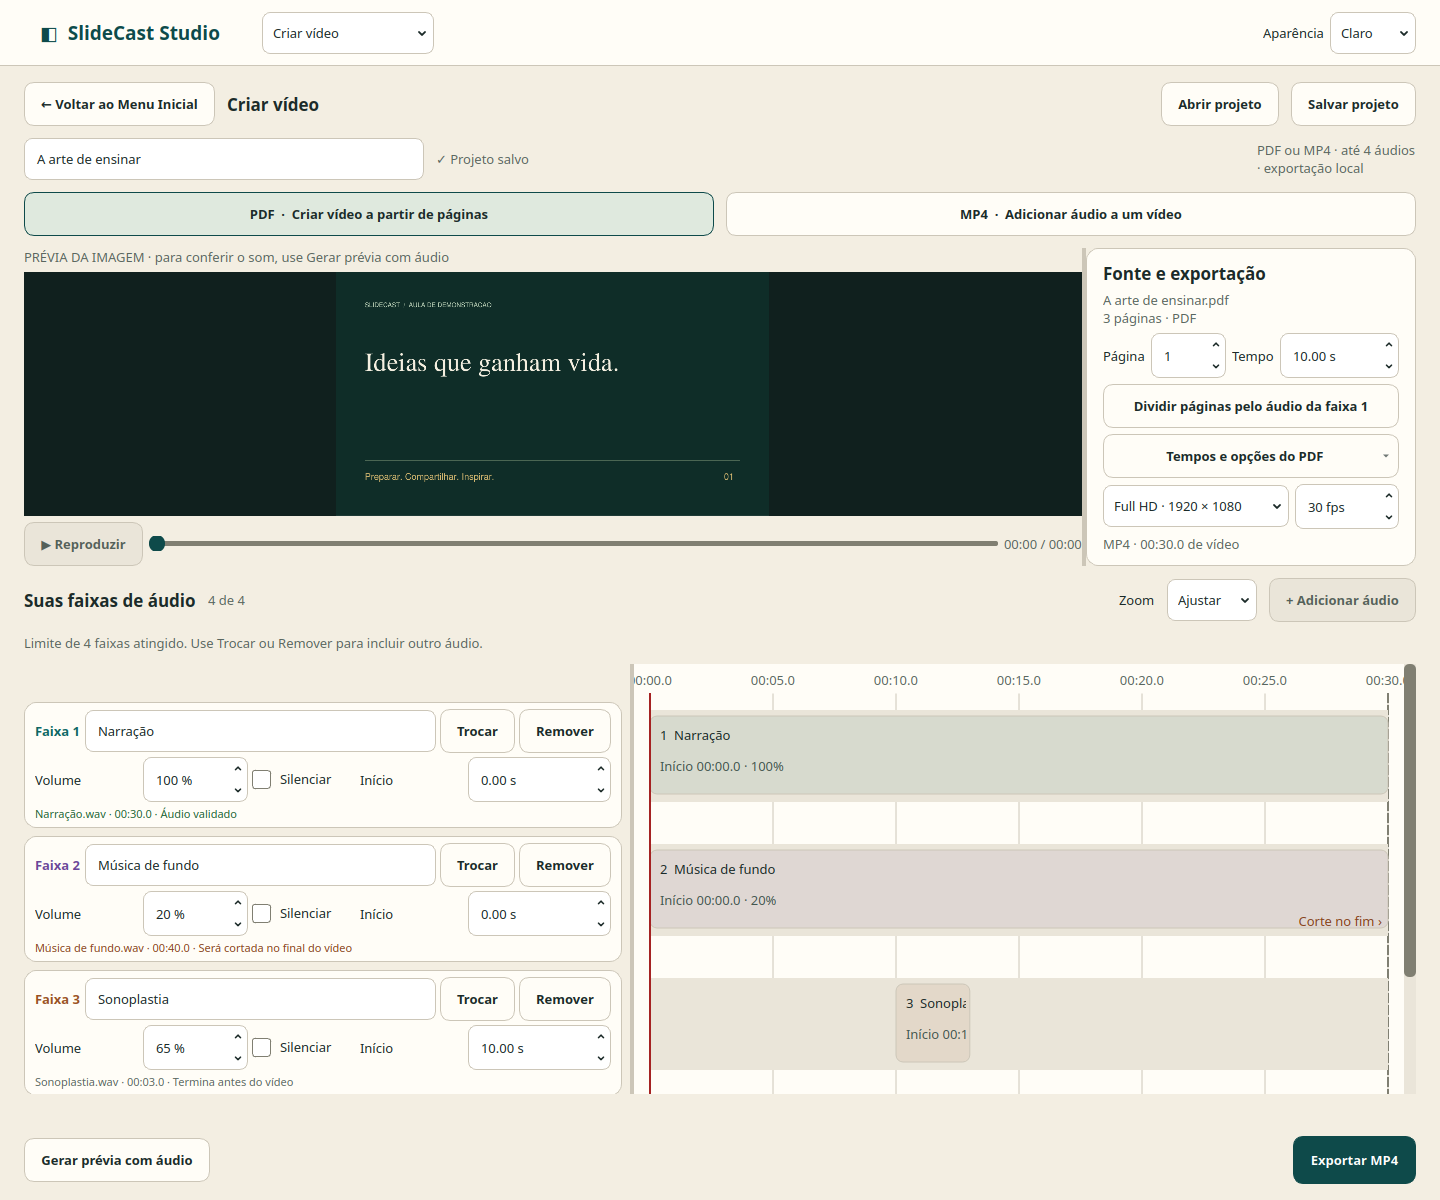 ◧ SlideCast Studio
Criar vídeo
Aparência
Claro
← Voltar ao Menu Inicial
Criar vídeo
Abrir projeto
Salvar projeto
A arte de ensinar
✓ Projeto salvo
PDF ou MP4 · até 4 áudios
· exportação local
PDF · Criar vídeo a partir de páginas
MP4 · Adicionar áudio a um vídeo
PRÉVIA DA IMAGEM · para conferir o som, use Gerar prévia com áudio
SLIDECAST · AULA DE DEMONSTRACAO
Ideias que ganham vida.
Preparar. Compartilhar. Inspirar.
01
▶ Reproduzir
00:00 / 00:00
Fonte e exportação
A arte de ensinar.pdf
3 páginas · PDF
Página
1
Tempo
10.00 s
Dividir páginas pelo áudio da faixa 1
Tempos e opções do PDF
Full HD · 1920 × 1080
30 fps
MP4 · 00:30.0 de vídeo
Suas faixas de áudio
4 de 4
Zoom
Ajustar
+ Adicionar áudio
Limite de 4 faixas atingido. Use Trocar ou Remover para incluir outro áudio.
00:00.0
00:05.0
00:10.0
00:15.0
00:20.0
00:25.0
00:30.
Faixa 1
Narração
Trocar
Remover
Volume
100 %
Silenciar
Início
0.00 s
Narração.wav · 00:30.0 · Áudio validado
1 Narração
Início 00:00.0 · 100%
Faixa 2
Música de fundo
Trocar
Remover
Volume
20 %
Silenciar
Início
0.00 s
Música de fundo.wav · 00:40.0 · Será cortada no final do vídeo
2 Música de fundo
Início 00:00.0 · 20%
Corte no fim ›
Faixa 3
Sonoplastia
Trocar
Remover
Volume
65 %
Silenciar
Início
10.00 s
Sonoplastia.wav · 00:03.0 · Termina antes do vídeo
3 Sonopla
Início 00:1
Gerar prévia com áudio
Exportar MP4